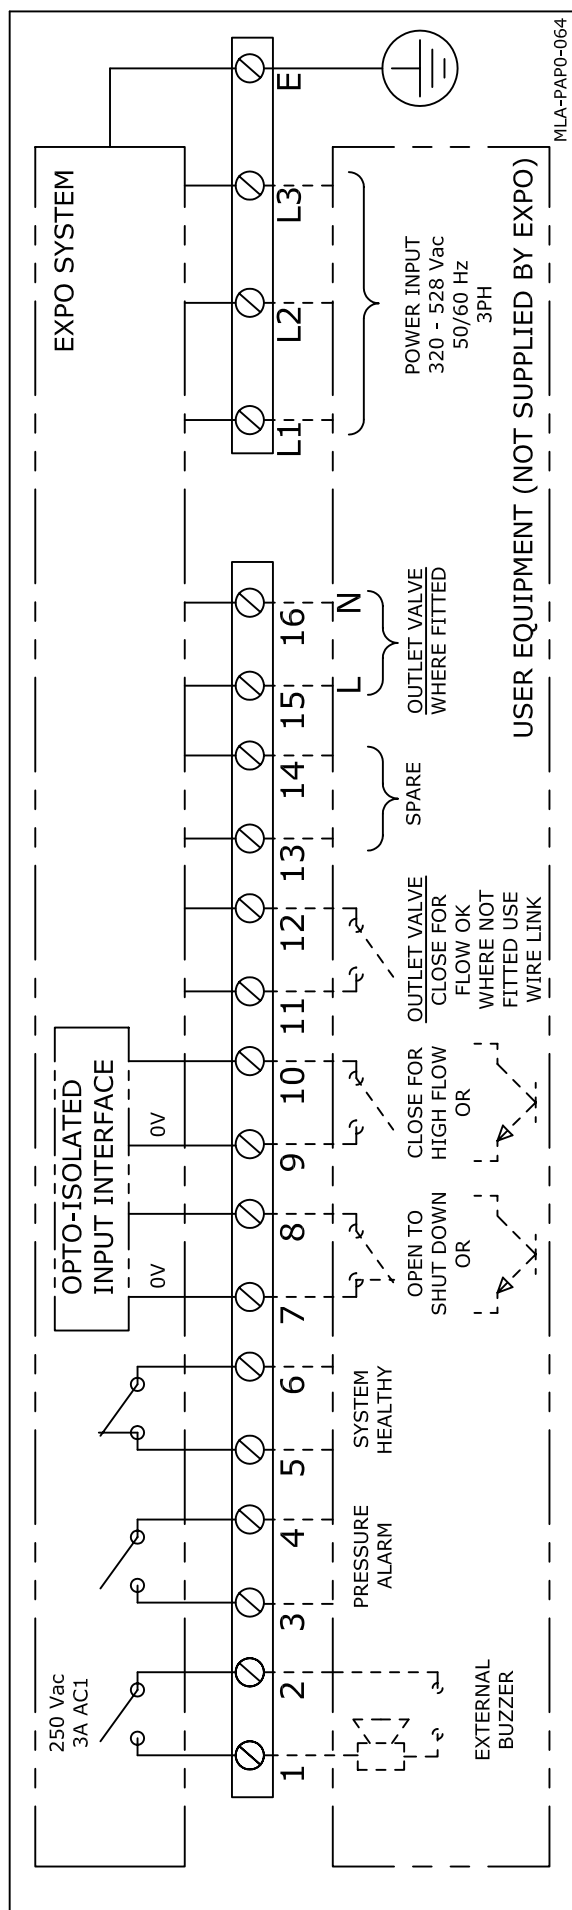 EXPO SYSTEM
250 Vac
3A AC1
OPTO-ISOLATED
INPUT INTERFACE
0V
0V
1
2
3
4
5
6
7
8
9
10
11
12
13
14
15
16
L1
L2
L3
E
L
N
EXTERNAL
BUZZER
PRESSURE
ALARM
SYSTEM
HEALTHY
OPEN TO
SHUT DOWN
OR
CLOSE FOR
HIGH FLOW
OR
OUTLET VALVE
CLOSE FOR
FLOW OK
WHERE NOT
FITTED USE
WIRE LINK
SPARE
OUTLET VALVE
WHERE FITTED
POWER INPUT
320 - 528 Vac
50/60 Hz
3PH
USER EQUIPMENT (NOT SUPPLIED BY EXPO)
MLA-PAP0-064